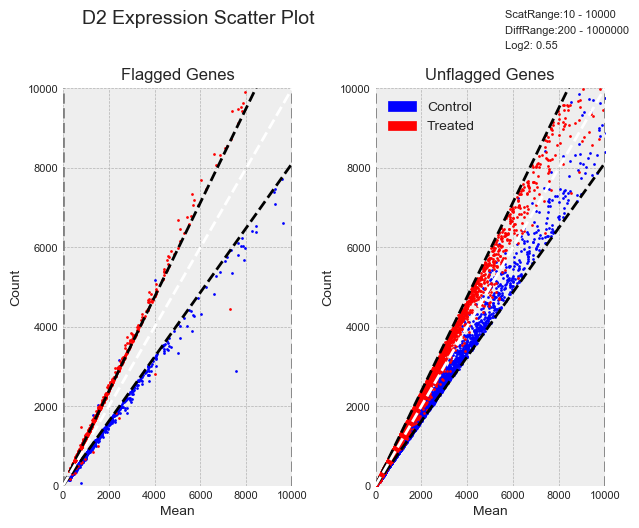 D2 Expression Scatter Plot
ScatRange:10 - 10000
DiffRange:200 - 1000000
Log2: 0.55
Flagged Genes
10000
8000
6000
4000
2000
0
Count
0 2000 4000 6000 8000 10000
Mean
Unflagged Genes
Control
Treated
10000
8000
6000
4000
2000
0
Count
0 2000 4000 6000 8000 10000
Mean